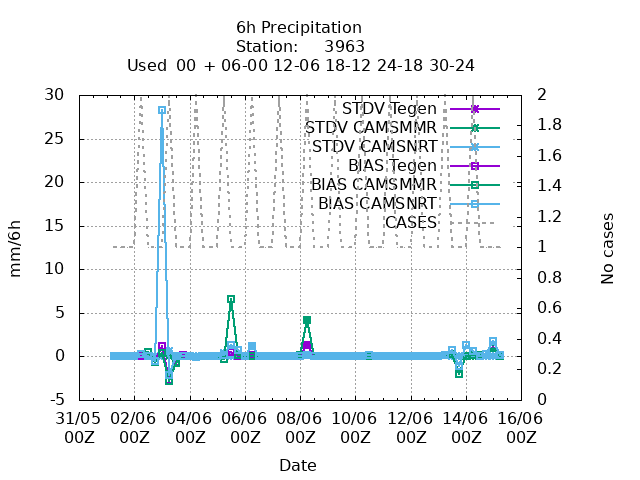 6h Precipitation
Station: 3963
Used 00 + 06-00 12-06 18-12 24-18 30-24
30 2
STDV Tegen
STDV CAMSMMR
25 1.8
STDV CAMSNRT
1.6
BIAS Tegen
20
BIAS CAMSMMR 1.4
BIAS CAMSNRT
15 1.2
CASES
mm/6h
No cases
10 1
0.8
5 0.6
0.4
0
0.2
-5 0
31/05 02/06 04/06 06/06 08/06 10/06 12/06 14/06 16/06
00Z 00Z 00Z 00Z 00Z 00Z 00Z 00Z 00Z
Date